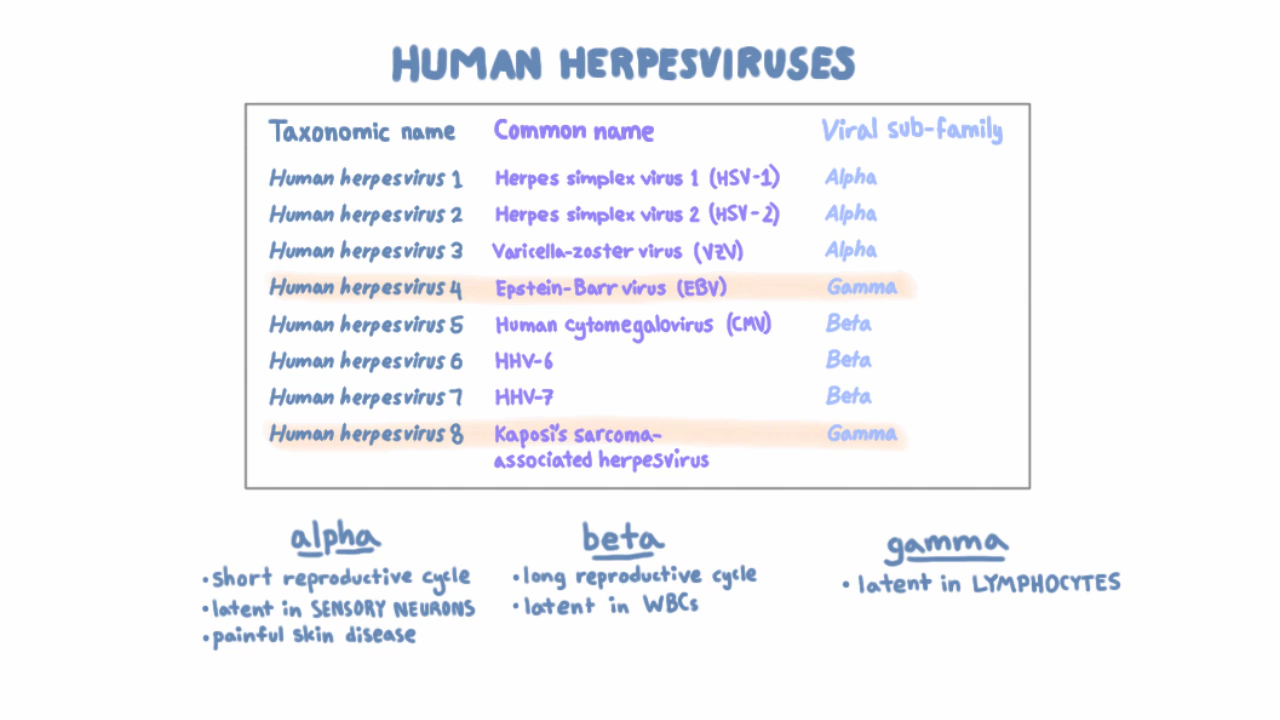 HUMAN HERPESVIRUSES
Taxonomic name Common name Viral sub-family
Human herpesvirus 1 Herpes simplex virus 1 (HSV-1) Alpha
Human herpesvirus 2 Herpes simplex virus 2 (HSV-2) Alpha
Human herpesvirus 3 Varicella-zoster virus (VZV) Alpha
Human herpesvirus 4 Epstein-Barr virus (EBV) Gamma
Human herpesvirus 5 Human cytomegalovirus (CMV) Beta
Human herpesvirus 6 HHV-6 Beta
Human herpesvirus 7 HHV-7 Beta
Human herpesvirus 8 Kaposi's sarcoma- Gamma
associated herpesvirus
alpha
• short reproductive cycle
• latent in SENSORY NEURONS
• painful skin disease
beta
• long reproductive cycle
• latent in WBCs
gamma
• latent in LYMPHOCYTES